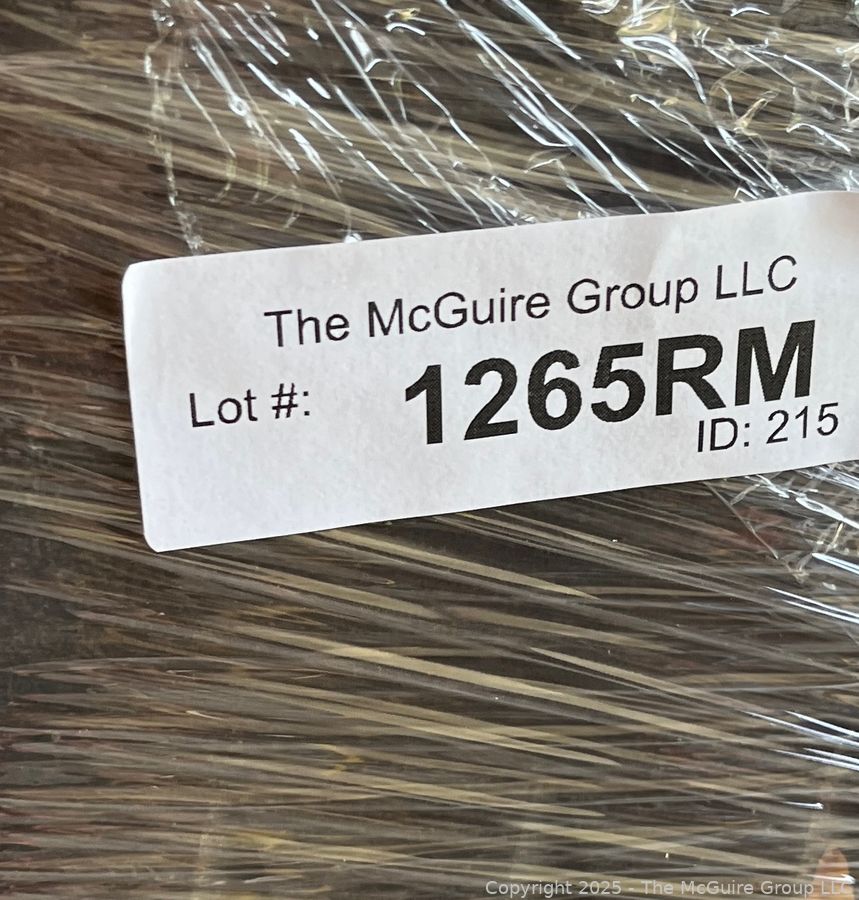 The McGuire Group LLC
Lot #: 1265RM
ID: 215
Copyright 2025 - The McGuire Group LLC